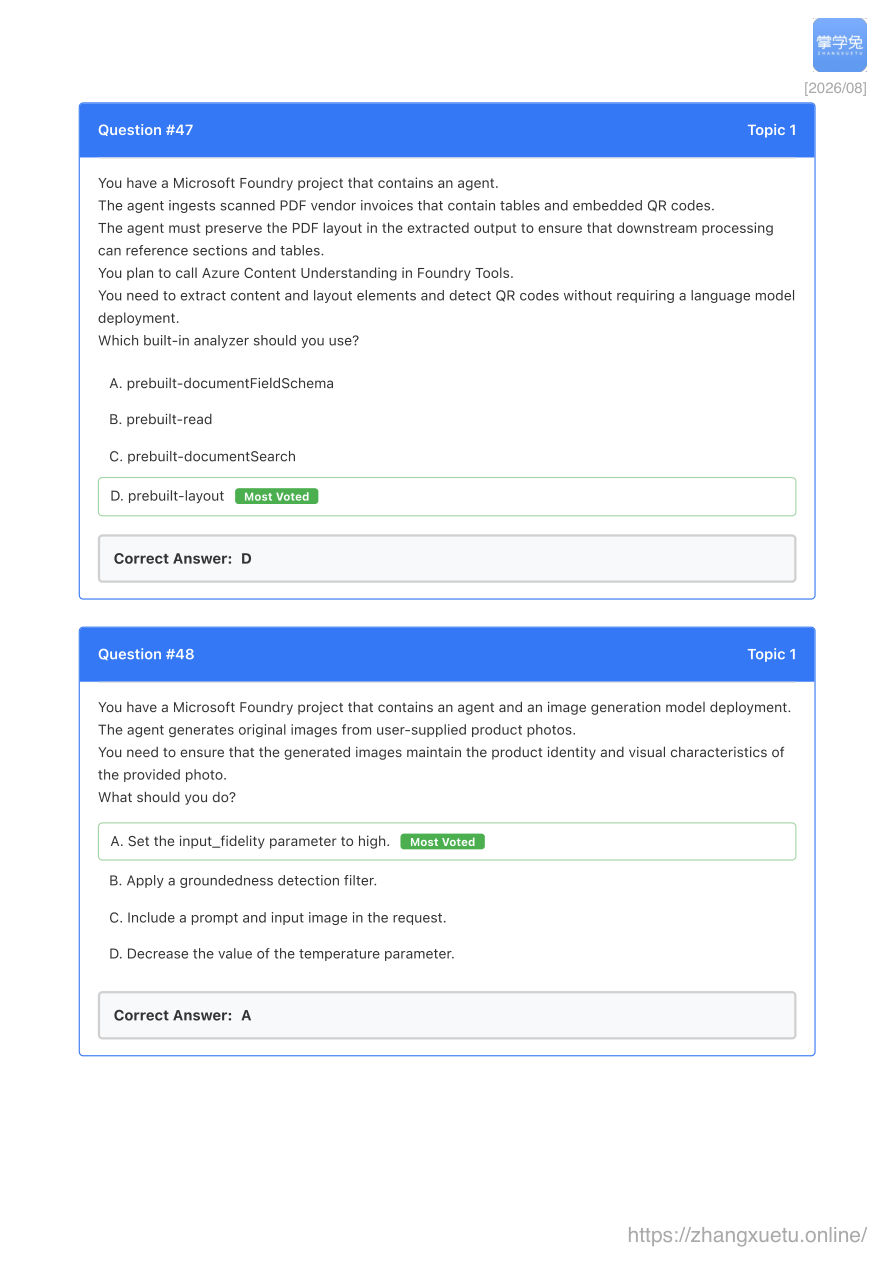 掌学兔
ZHANGXUETU
[2026/08]
Question #47 Topic 1
You have a Microsoft Foundry project that contains an agent.
The agent ingests scanned PDF vendor invoices that contain tables and embedded QR codes.
The agent must preserve the PDF layout in the extracted output to ensure that downstream processing
can reference sections and tables.
You plan to call Azure Content Understanding in Foundry Tools.
You need to extract content and layout elements and detect QR codes without requiring a language model
deployment.
Which built-in analyzer should you use?
A. prebuilt-documentFieldSchema
B. prebuilt-read
C. prebuilt-documentSearch
D. prebuilt-layout Most Voted
Correct Answer: D
Question #48 Topic 1
You have a Microsoft Foundry project that contains an agent and an image generation model deployment.
The agent generates original images from user-supplied product photos.
You need to ensure that the generated images maintain the product identity and visual characteristics of
the provided photo.
What should you do?
A. Set the input_fidelity parameter to high. Most Voted
B. Apply a groundedness detection filter.
C. Include a prompt and input image in the request.
D. Decrease the value of the temperature parameter.
Correct Answer: A
https://zhangxuetu.online/